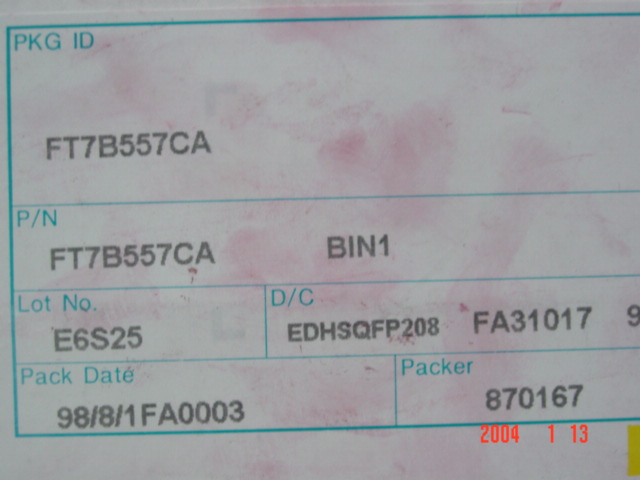 PKG ID
FT7B557CA
P/N
FT7B557CA BIN1
Lot No. D/C
E6S25 EDHSQFP208 FA31017 9
Pack Date Packer
98/8/1FA0003 870167
2004 1 13